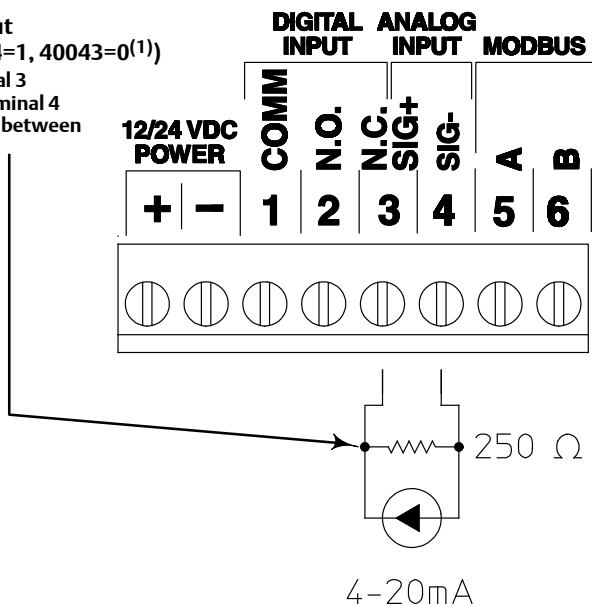 ut
4=1, 40043=0(1))
al 3
minal 4
between
DIGITAL INPUT
ANALOG INPUT
MODBUS
12/24 VDC POWER
COMM
N.O.
N.C.
SIG+
SIG-
A
B
+ - 1 2 3 4 5 6
250 Ω
4-20mA